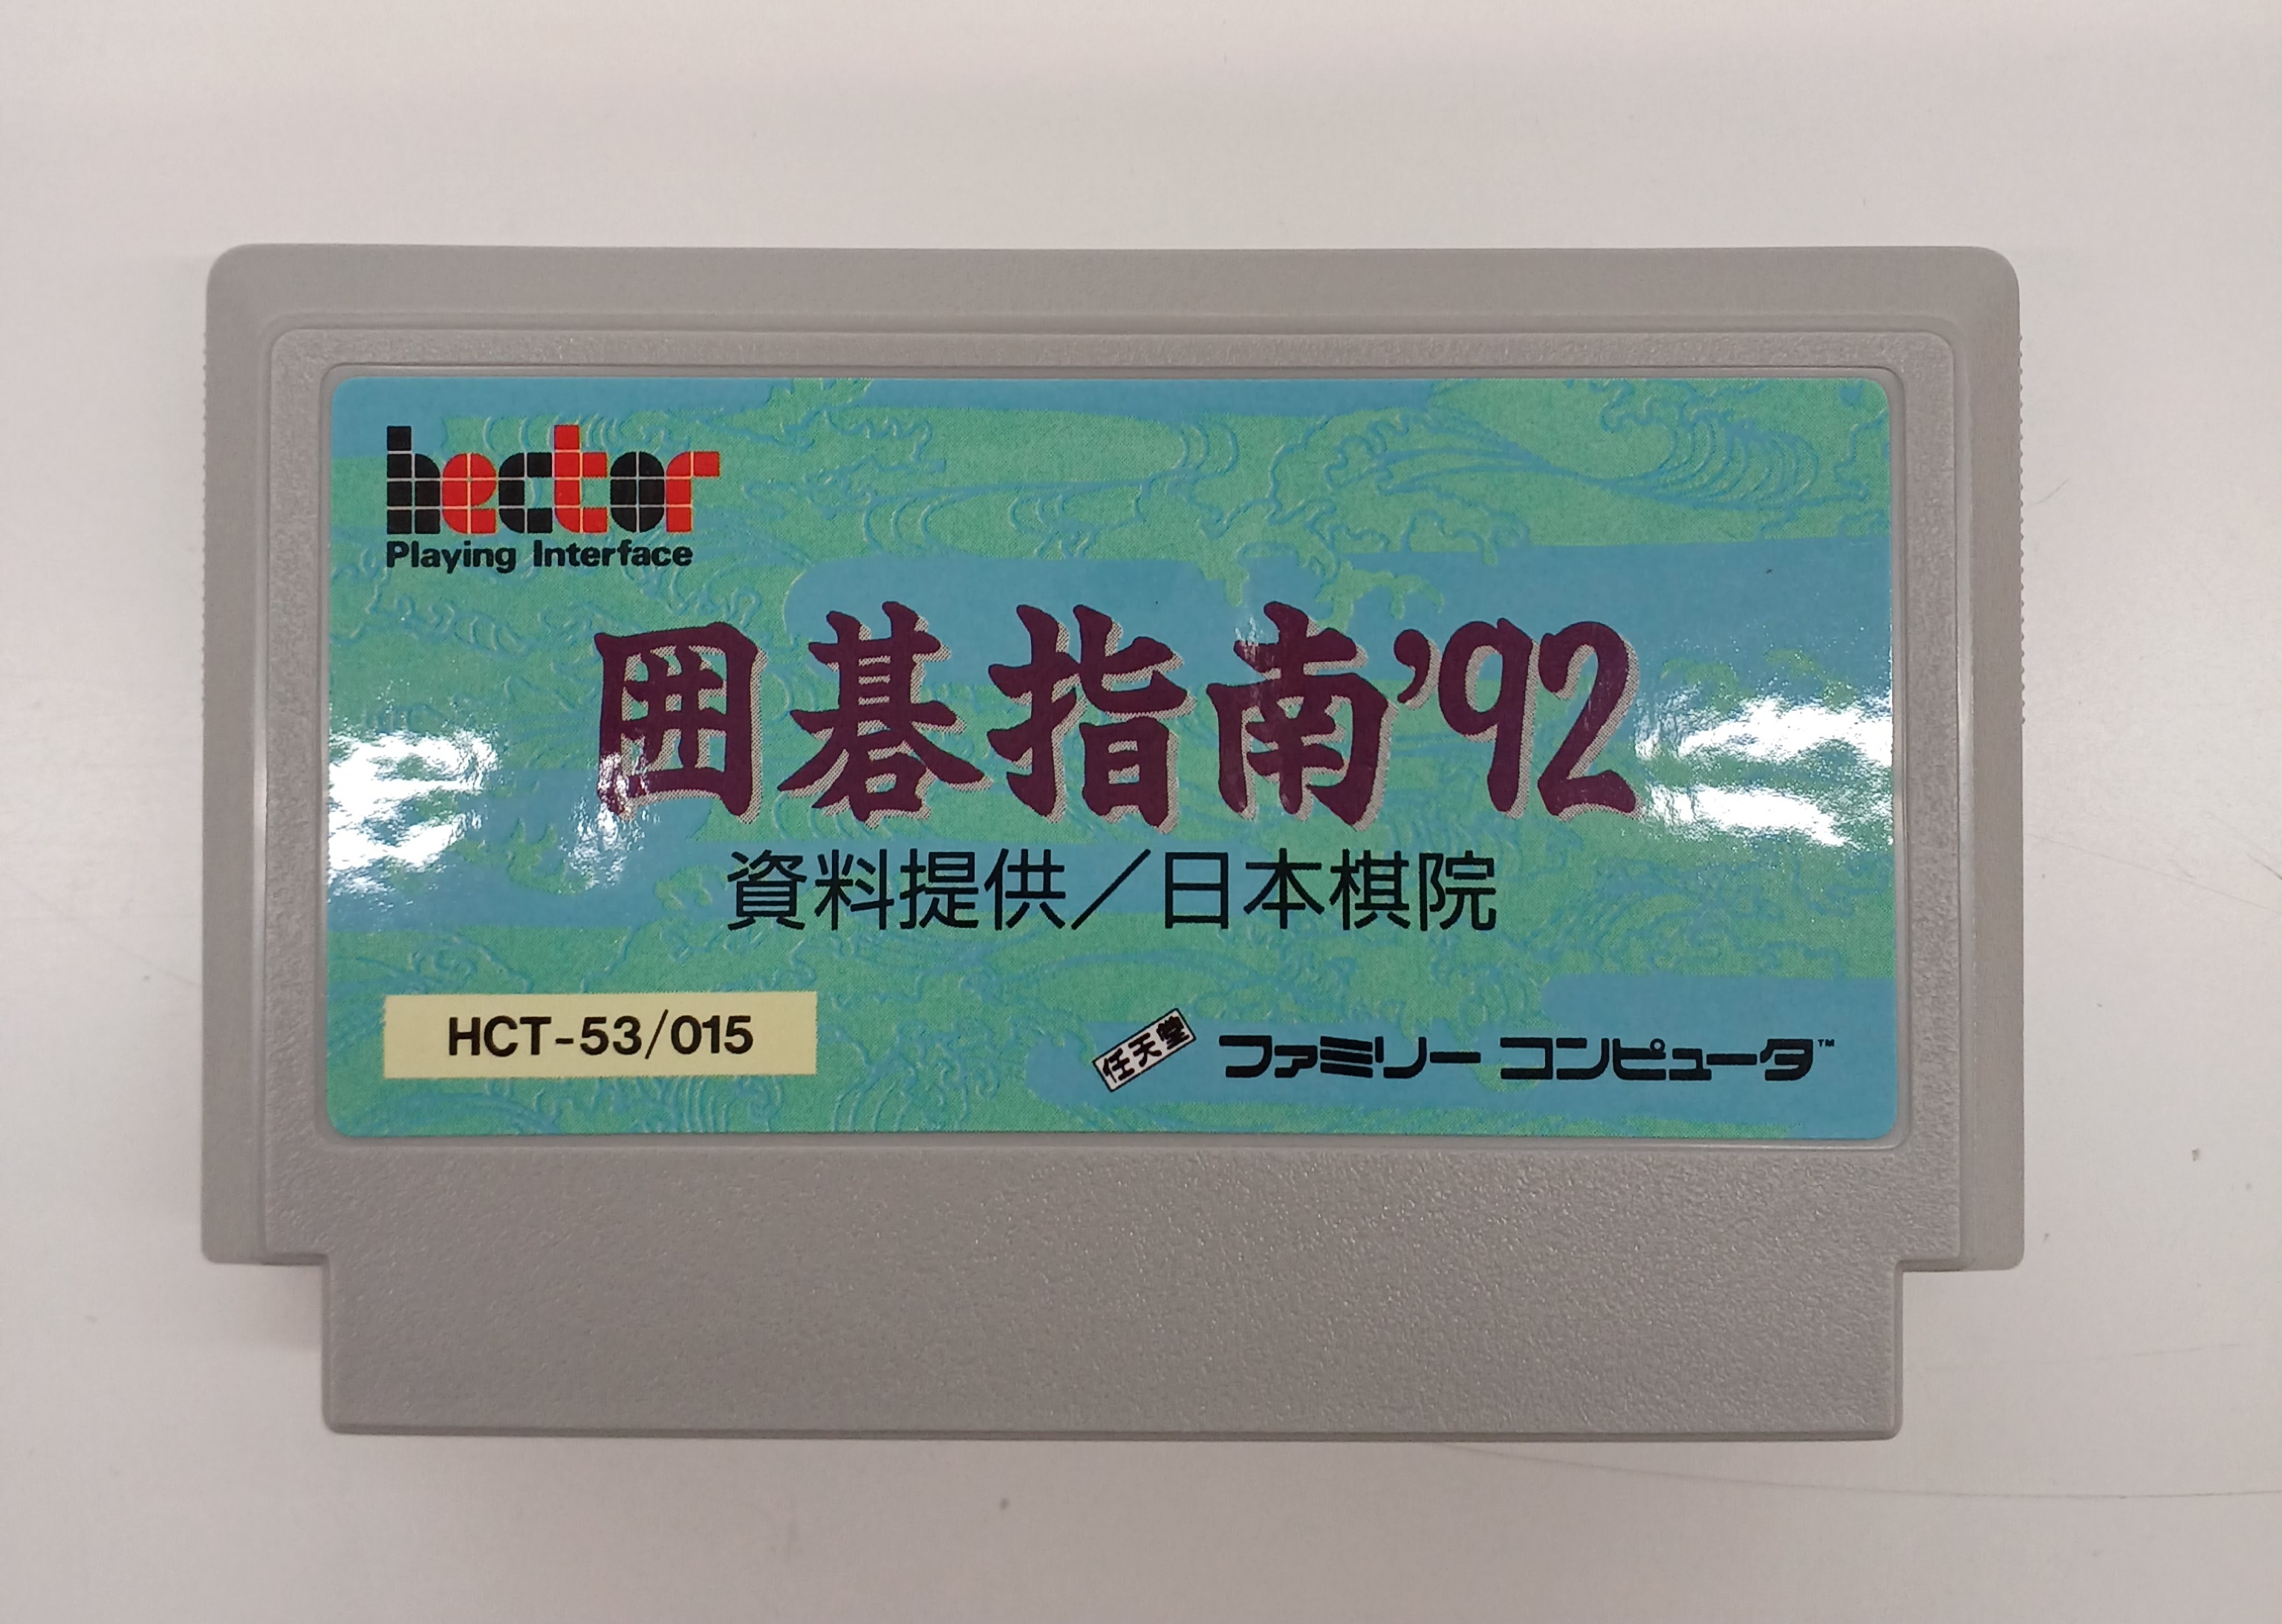 hector
Playing Interface
囲碁指南’92
資料提供／日本棋院
HCT-53/015
任天堂 ファミリー コンピュータ™